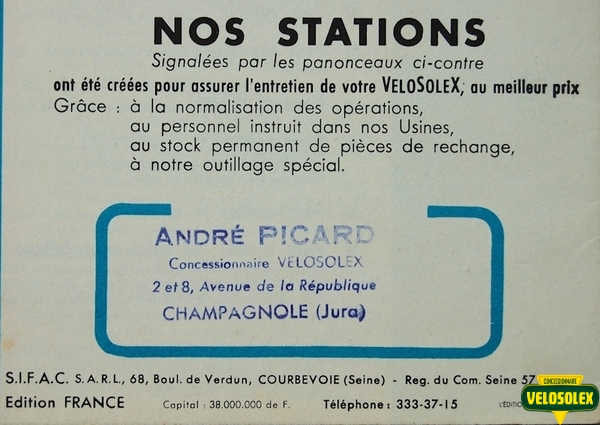 NOS STATIONS
Signalées par les panonceaux ci-contre
ont été créées pour assurer l'entretien de votre VELOSOLEX, au meilleur prix
Grâce : à la normalisation des opérations,
au personnel instruit dans nos Usines,
au stock permanent de pièces de rechange,
à notre outillage spécial.
ANDRÉ PICARD
Concessionnaire VELOSOLEX
2 et 8, Avenue de la République
CHAMPAGNOLE (Jura)
S.I.F.A.C. S.A.R.L., 68, Boul. de Verdun, COURBEVOIE (Seine) - Reg. du Com. Seine 57
Edition FRANCE Capital : 38.000.000 de F. Téléphone : 333-37-15
CONCESSIONNAIRE
VELOSOLEX